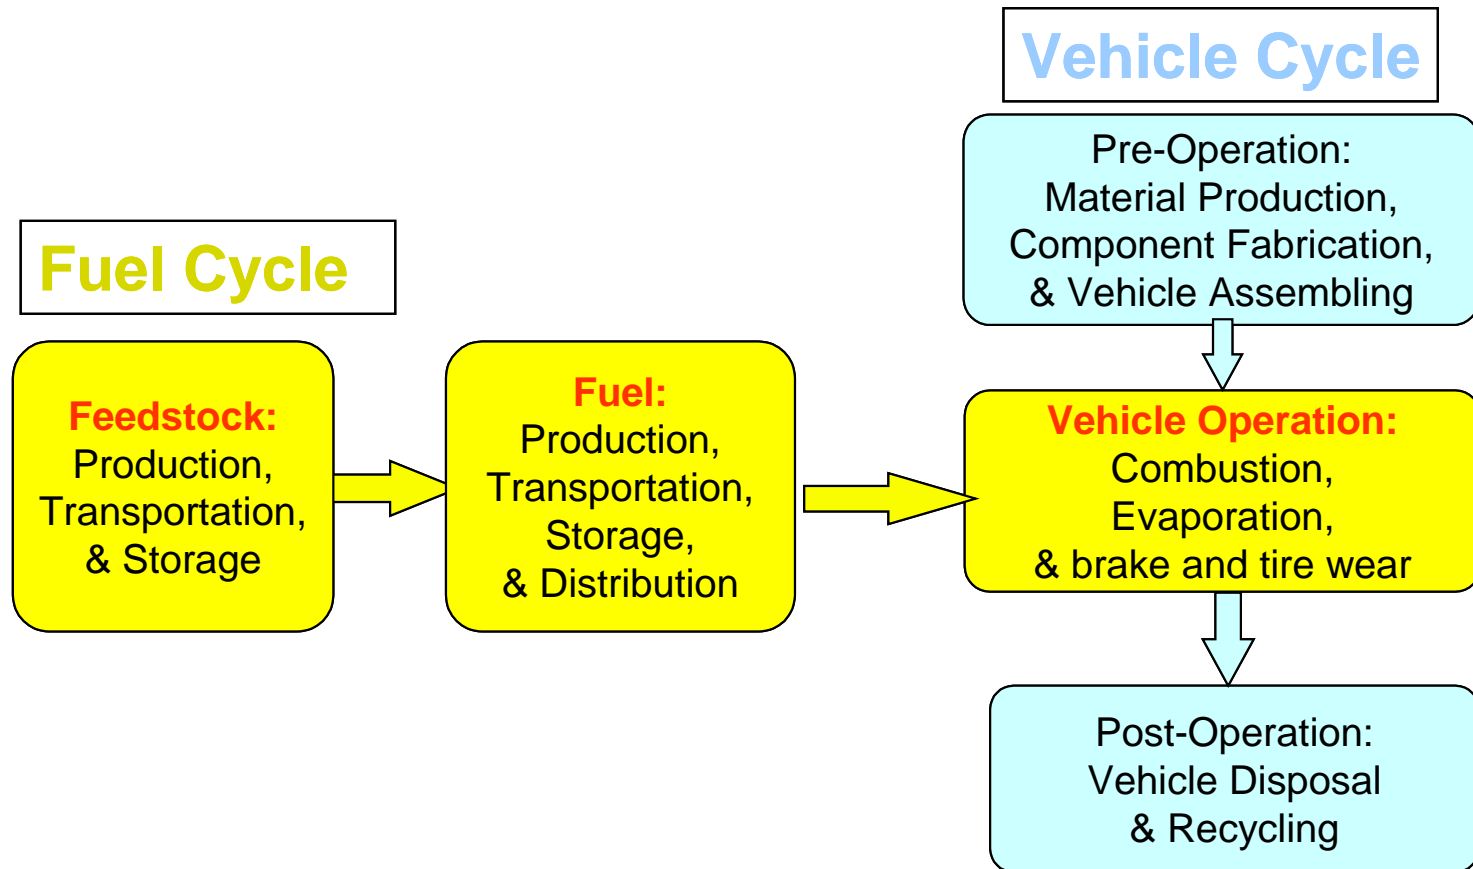 Vehicle Cycle
Pre-Operation:
Material Production,
Component Fabrication,
& Vehicle Assembling
Fuel Cycle
Feedstock:
Production,
Transportation,
& Storage
Fuel:
Production,
Transportation,
Storage,
& Distribution
Vehicle Operation:
Combustion,
Evaporation,
& brake and tire wear
Post-Operation:
Vehicle Disposal
& Recycling